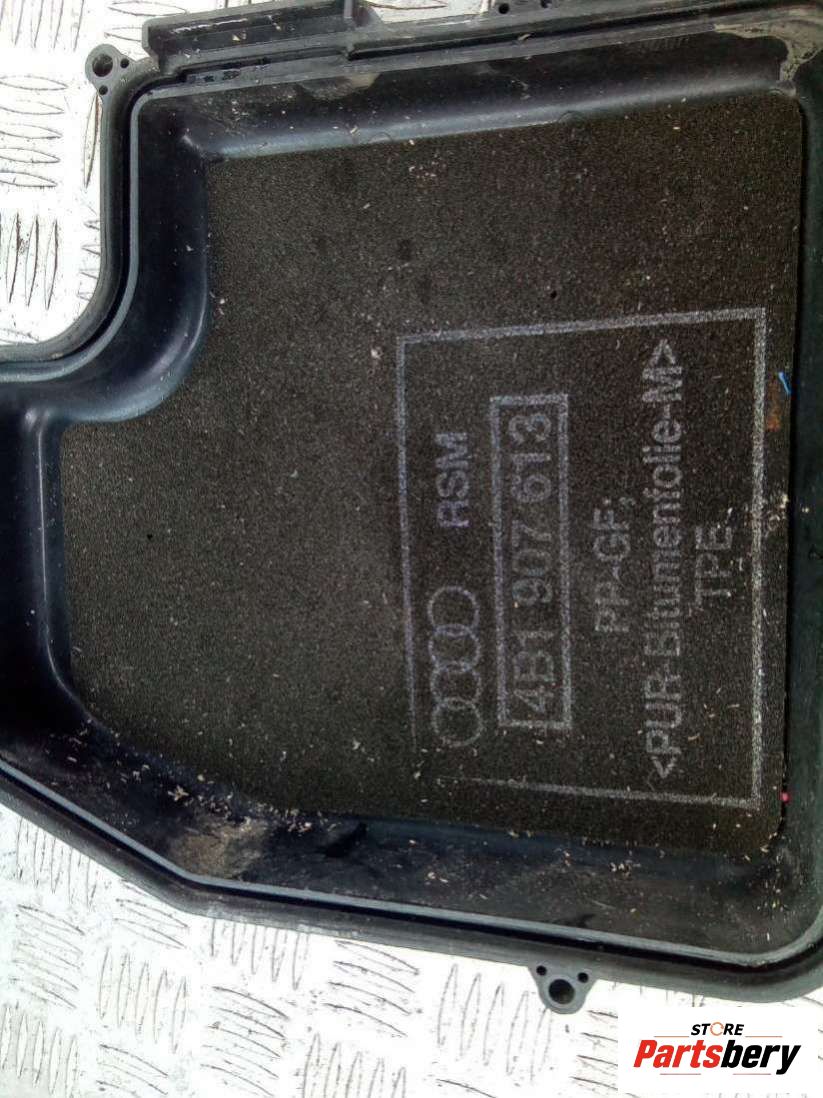 RSM
4B1 907 613
PP-GF;
<PUR-Bitumenfolie-M>
TPE
STORE
Partsbery